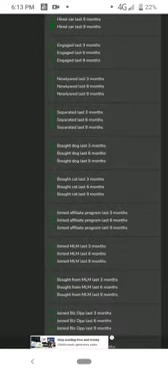 6:13 PM
4G 22%
Hired car last 6 months
Hired car last 9 months
Engaged last 3 months
Engaged last 6 months
Engaged last 9 months
Newlywed last 3 months
Newlywed last 6 months
Newlywed last 9 months
Separated last 3 months
Separated last 6 months
Separated last 9 months
Bought dog last 3 months
Bought dog last 6 months
Bought dog last 9 months
Bought cat last 3 months
Bought cat last 6 months
Bought cat last 9 months
Joined affiliate program last 3 months
Joined affiliate program last 6 months
Joined affiliate program last 9 months
Joined MLM last 3 months
Joined MLM last 6 months
Joined MLM last 9 months
Bought from MLM last 3 months
Bought from MLM last 6 months
Bought from MLM last 9 months
Joined Biz Opp last 3 months
Joined Biz Opp last 6 months
Joined Biz Opp last 9 months